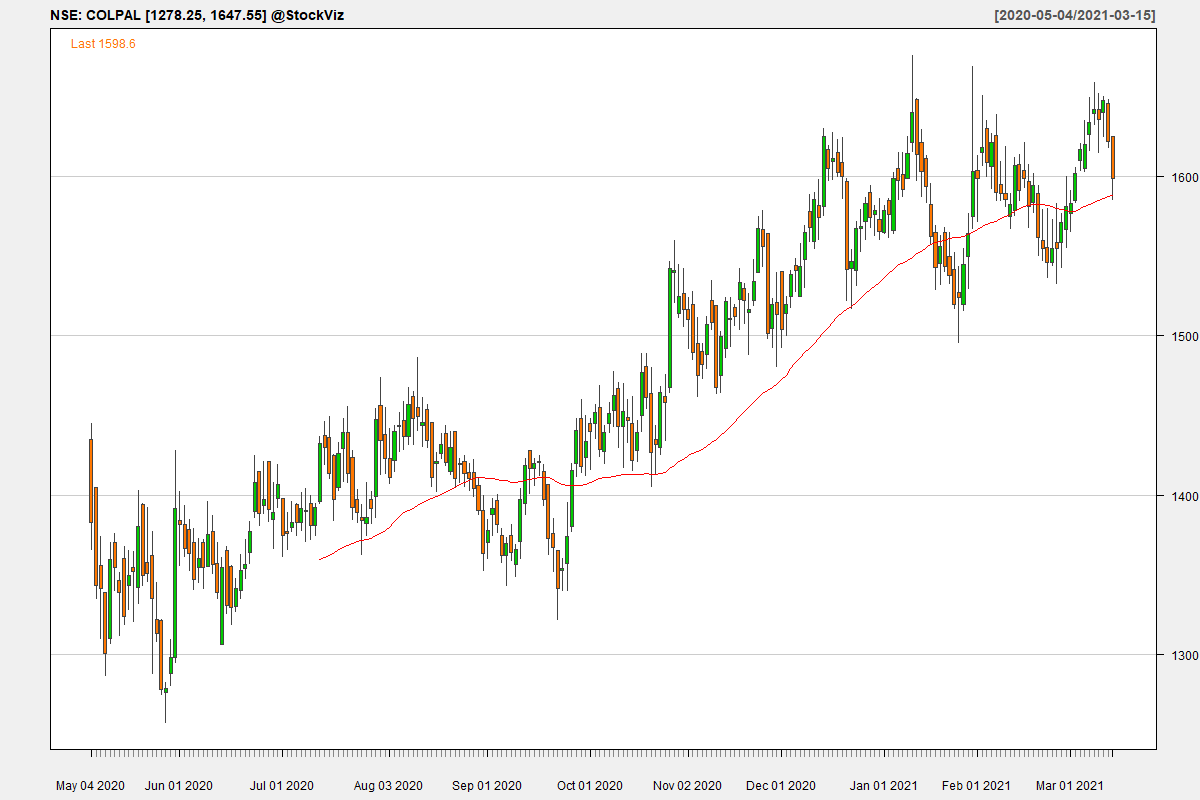 NSE: COLPAL [1278.25, 1647.55] @StockViz [2020-05-04/2021-03-15]
Last 1598.6
1600
1500
1400
1300
May 04 2020 Jun 01 2020 Jul 01 2020 Aug 03 2020 Sep 01 2020 Oct 01 2020 Nov 02 2020 Dec 01 2020 Jan 01 2021 Feb 01 2021 Mar 01 2021